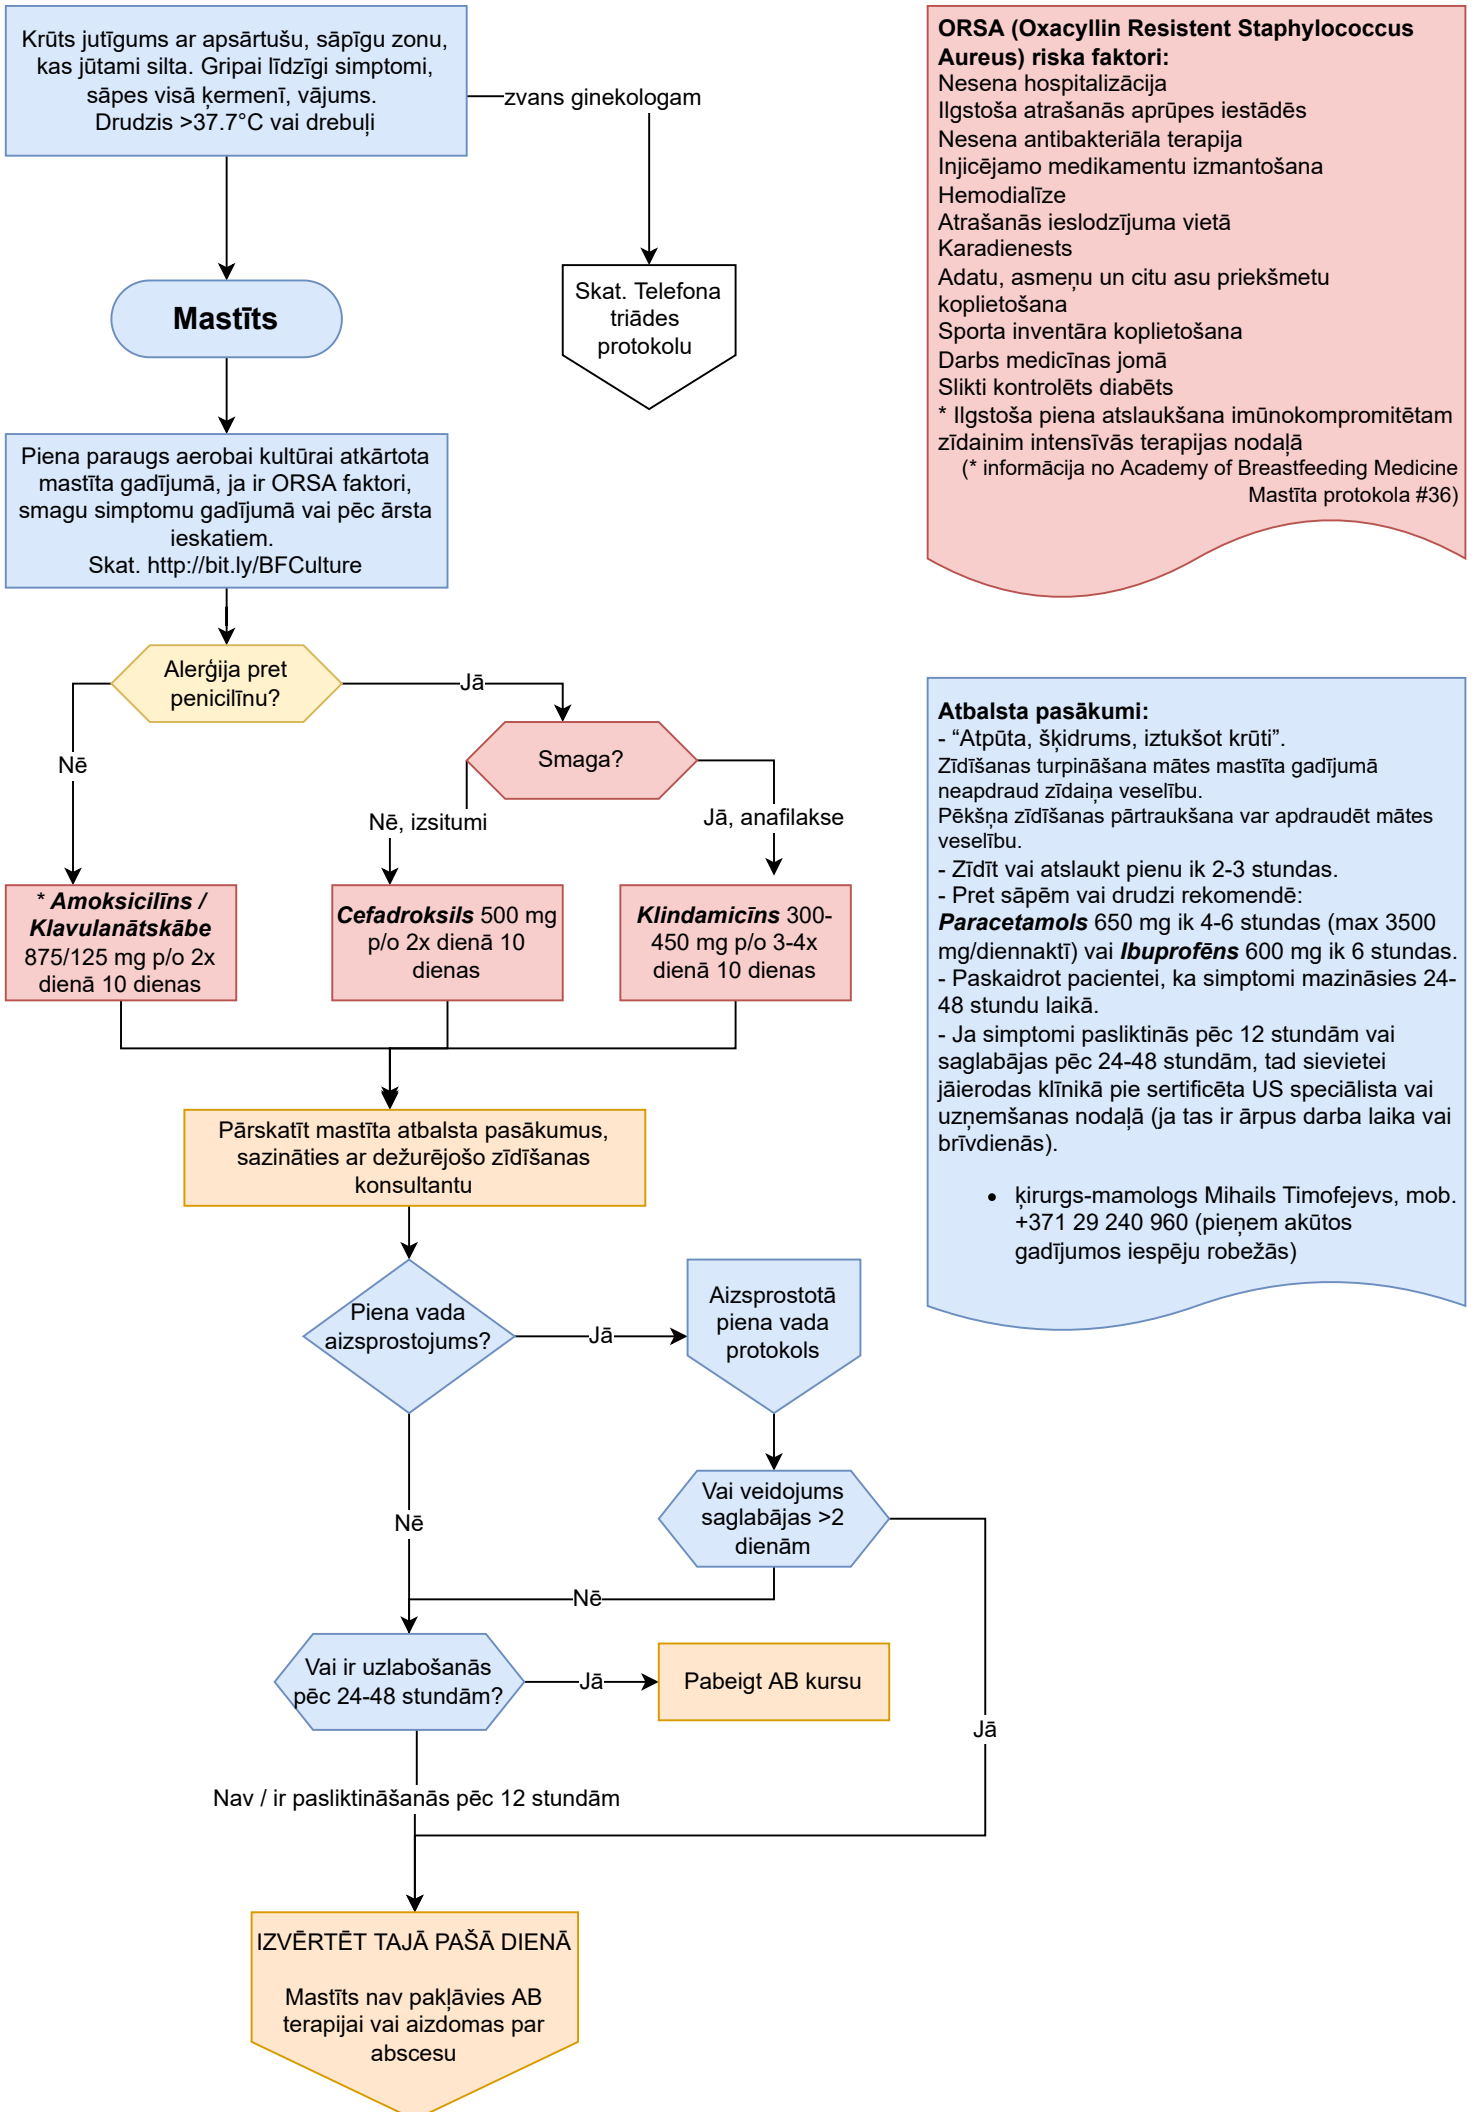 Krūts jutīgums ar apsārtušu, sāpīgu zonu,
kas jūtami silta. Gripai līdzīgi simptomi,
sāpes visā ķermenī, vājums.
Drudzis >37.7°C vai drebuļi
zvans ginekologam
Skat. Telefona
triādes
protokolu
Mastīts
Piena paraugs aerobai kultūrai atkārtota
mastīta gadījumā, ja ir ORSA faktori,
smagu simptomu gadījumā vai pēc ārsta
ieskatiem.
Skat. http://bit.ly/BFCulture
Alerģija pret
penicilīnu?
Jā
Nē
Smaga?
Nē, izsitumi
Jā, anafilakse
* Amoksicilīns /
Klavulanātskābe
875/125 mg p/o 2x
dienā 10 dienas
Cefadroksils 500 mg
p/o 2x dienā 10
dienas
Klindamicīns 300-
450 mg p/o 3-4x
dienā 10 dienas
Pārskatīt mastīta atbalsta pasākumus,
sazināties ar dežurējošo zīdīšanas
konsultantu
Piena vada
aizsprostojums?
Jā
Aizsprostotā
piena vada
protokols
Nē
Vai veidojums
saglabājas >2
dienām
Nē
Vai ir uzlabošanās
pēc 24-48 stundām?
Jā
Pabeigt AB kursu
Jā
Nav / ir pasliktināšanās pēc 12 stundām
IZVĒRTĒT TAJĀ PAŠĀ DIENĀ
Mastīts nav pakļāvies AB
terapijai vai aizdomas par
abscesu
ORSA (Oxacyllin Resistent Staphylococcus
Aureus) riska faktori:
Nesena hospitalizācija
Ilgstoša atrašanās aprūpes iestādēs
Nesena antibakteriāla terapija
Injicējamo medikamentu izmantošana
Hemodialīze
Atrašanās ieslodzījuma vietā
Karadienests
Adatu, asmeņu un citu asu priekšmetu
koplietošana
Sporta inventāra koplietošana
Darbs medicīnas jomā
Slikti kontrolēts diabēts
* Ilgstoša piena atslaukšana imūnokompromitētam
zīdainim intensīvās terapijas nodaļā
(* informācija no Academy of Breastfeeding Medicine
Mastīta protokola #36)
Atbalsta pasākumi:
- “Atpūta, šķidrums, iztukšot krūti”.
Zīdīšanas turpināšana mātes mastīta gadījumā
neapdraud zīdaiņa veselību.
Pēkšņa zīdīšanas pārtraukšana var apdraudēt mātes
veselību.
- Zīdīt vai atslaukt pienu ik 2-3 stundas.
- Pret sāpēm vai drudzi rekomendē:
Paracetamols 650 mg ik 4-6 stundas (max 3500
mg/diennaktī) vai Ibuprofēns 600 mg ik 6 stundas.
- Paskaidrot pacientei, ka simptomi mazināsies 24-
48 stundu laikā.
- Ja simptomi pasliktinās pēc 12 stundām vai
saglabājas pēc 24-48 stundām, tad sievietei
jāierodas klīnikā pie sertificēta US speciālista vai
uzņemšanas nodaļā (ja tas ir ārpus darba laika vai
brīvdienās).
• ķirurgs-mamologs Mihails Timofejevs, mob.
+371 29 240 960 (pieņem akūtos
gadījumos iespēju robežās)